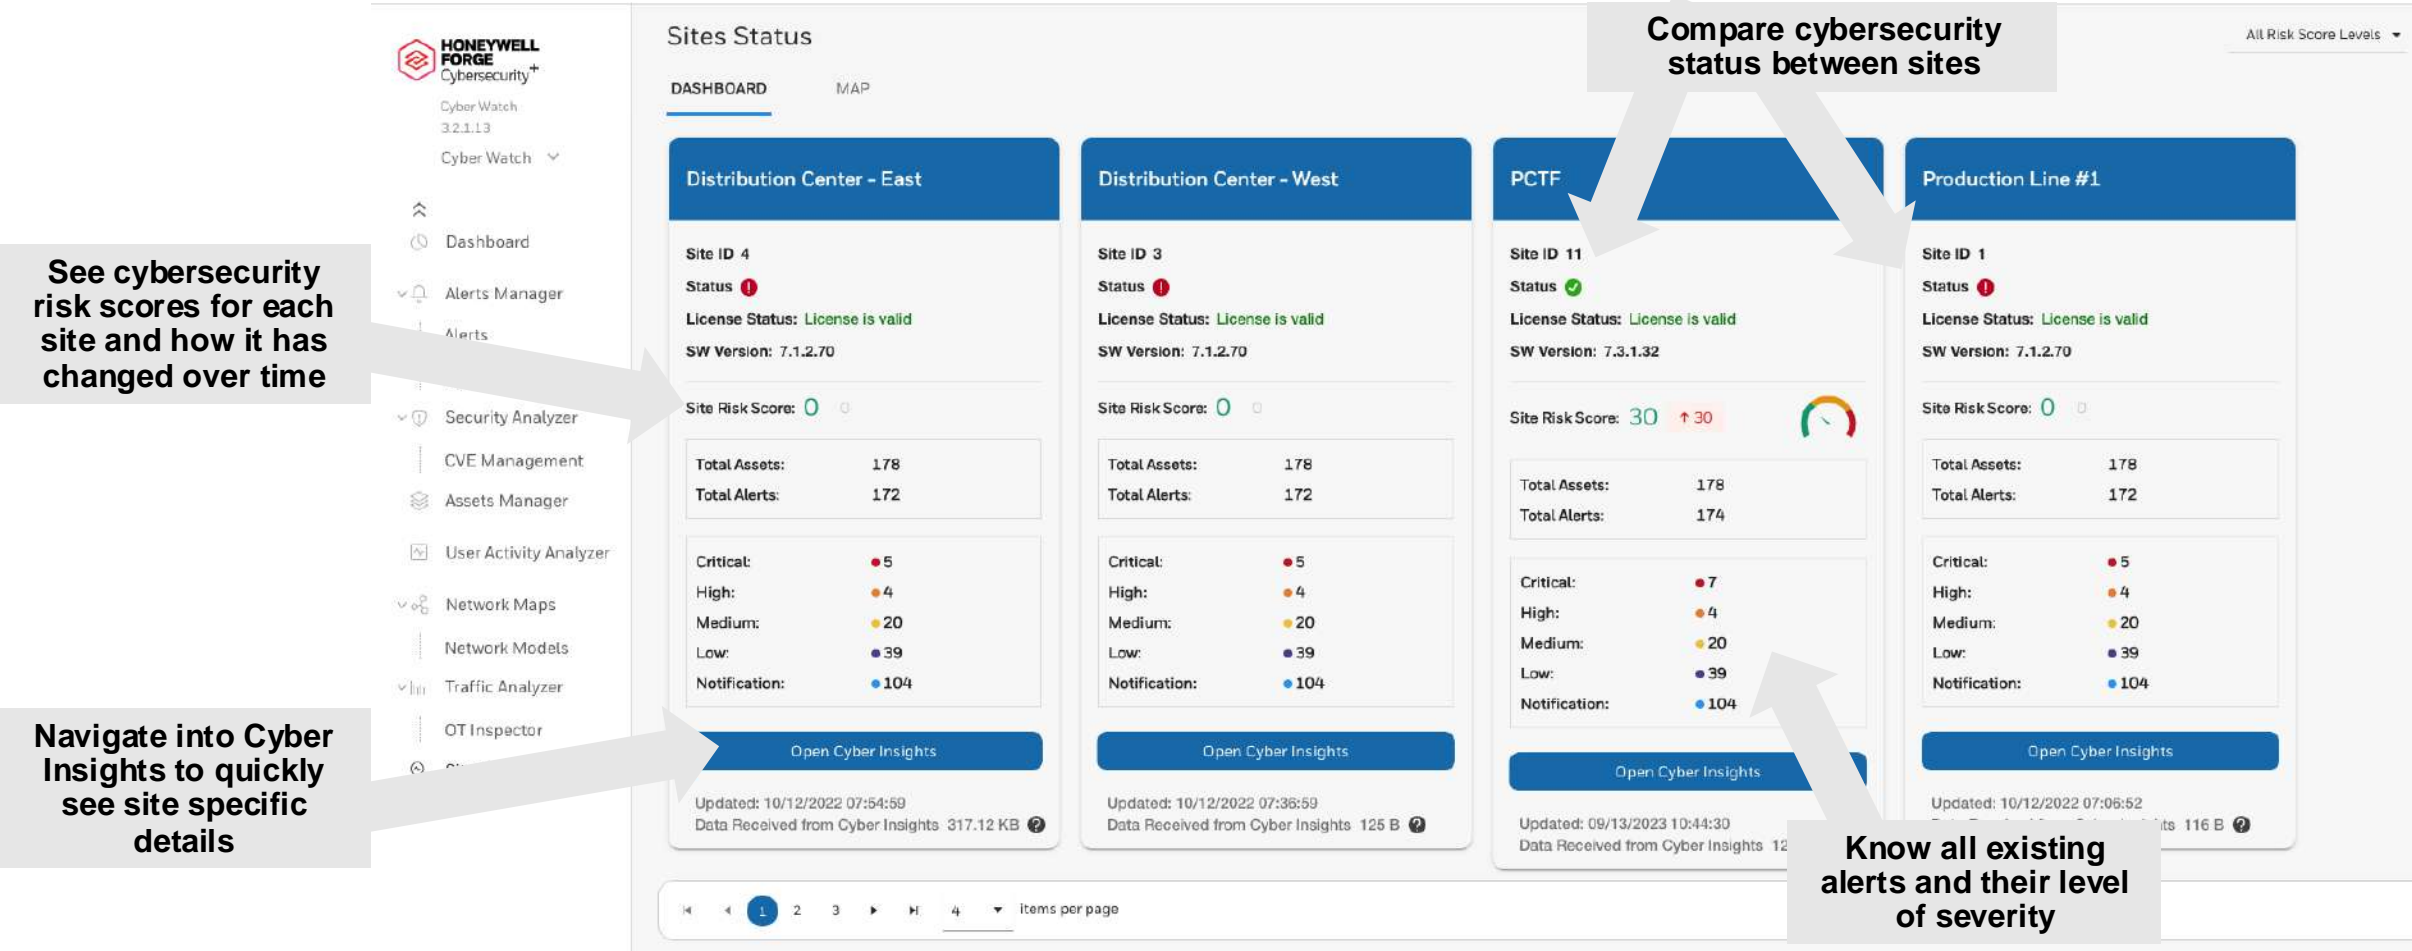 HONEYWELL
FORGE
Cybersecurity+
Cyber Watch
3.2.1.13
Cyber Watch
Dashboard
Alerts Manager
Alerts
Security Analyzer
CVE Management
Assets Manager
User Activity Analyzer
Network Maps
Network Models
Traffic Analyzer
OT Inspector
See cybersecurity
risk scores for each
site and how it has
changed over time
Navigate into Cyber
Insights to quickly
see site specific
details
Sites Status
Compare cybersecurity
status between sites
All Risk Score Levels
DASHBOARD MAP
Distribution Center - East
Site ID 4
Status
License Status: License is valid
SW Version: 7.1.2.70
Site Risk Score: 0 0
Total Assets: 178
Total Alerts: 172
Critical: 5
High: 4
Medium: 20
Low: 39
Notification: 104
Open Cyber Insights
Updated: 10/12/2022 07:54:59
Data Received from Cyber Insights 317.12 KB
Distribution Center - West
Site ID 3
Status
License Status: License is valid
SW Version: 7.1.2.70
Site Risk Score: 0 0
Total Assets: 178
Total Alerts: 172
Critical: 5
High: 4
Medium: 20
Low: 39
Notification: 104
Open Cyber Insights
Updated: 10/12/2022 07:36:59
Data Received from Cyber Insights 125 B
PCTF
Site ID 11
Status
License Status: License is valid
SW Version: 7.3.1.32
Site Risk Score: 30 ↑ 30
Total Assets: 178
Total Alerts: 174
Critical: 7
High: 4
Medium: 20
Low: 39
Notification: 104
Open Cyber Insights
Updated: 09/13/2023 10:44:30
Data Received from Cyber Insights
Production Line #1
Site ID 1
Status
License Status: License is valid
SW Version: 7.1.2.70
Site Risk Score: 0 0
Total Assets: 178
Total Alerts: 172
Critical: 5
High: 4
Medium: 20
Low: 39
Notification: 104
Open Cyber Insights
Updated: 10/12/2022 07:06:52
116 B
Know all existing
alerts and their level
of severity
1 2 3 4 items per page